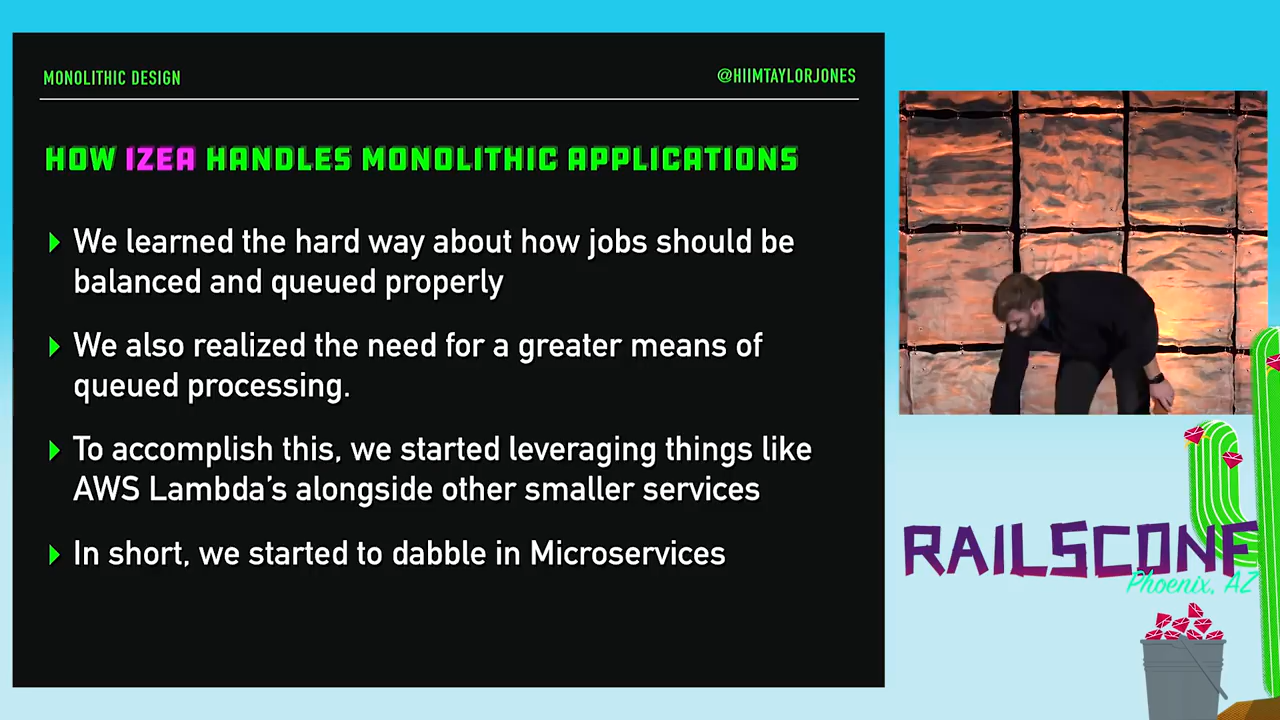 MONOLITHIC DESIGN
@HIIMTAYLORJONES
HOW IZEA HANDLES MONOLITHIC APPLICATIONS
We learned the hard way about how jobs should be
balanced and queued properly
We also realized the need for a greater means of
queued processing.
To accomplish this, we started leveraging things like
AWS Lambda's alongside other smaller services
In short, we started to dabble in Microservices
RAILSCONF
Phoenix, AZ